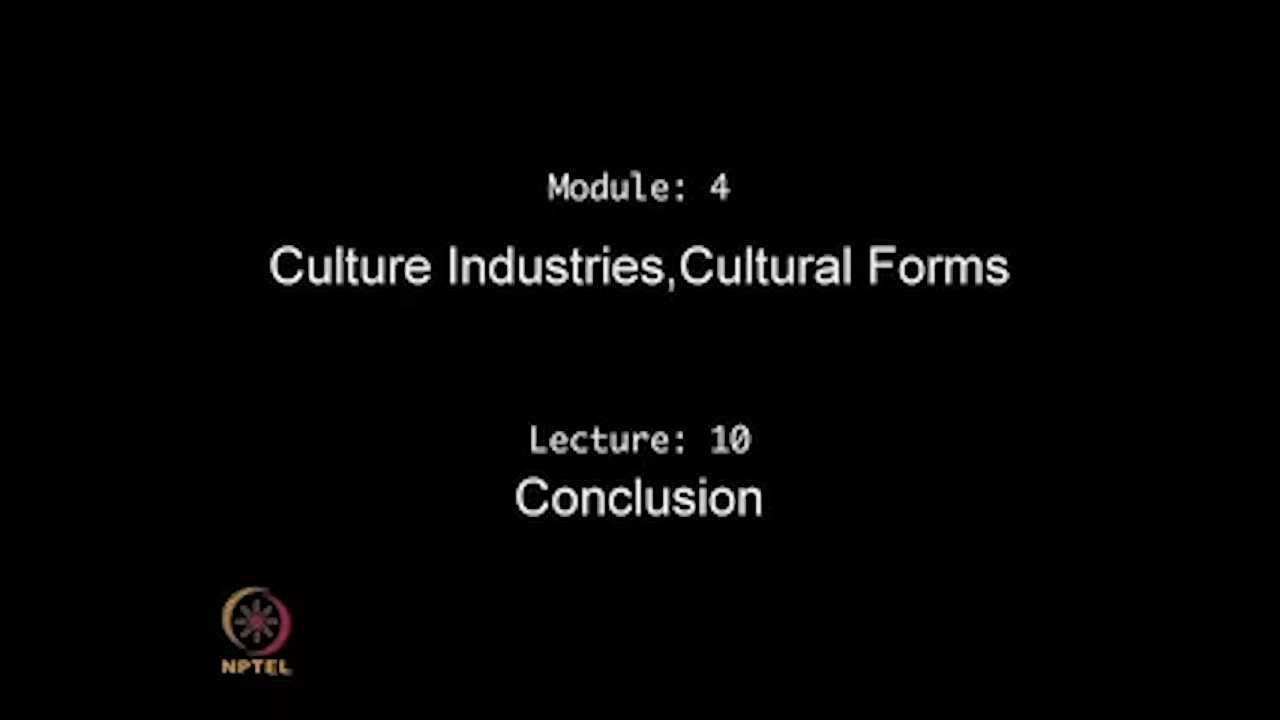 Module: 4
Culture Industries,Cultural Forms
Lecture: 10
Conclusion
NPTEL